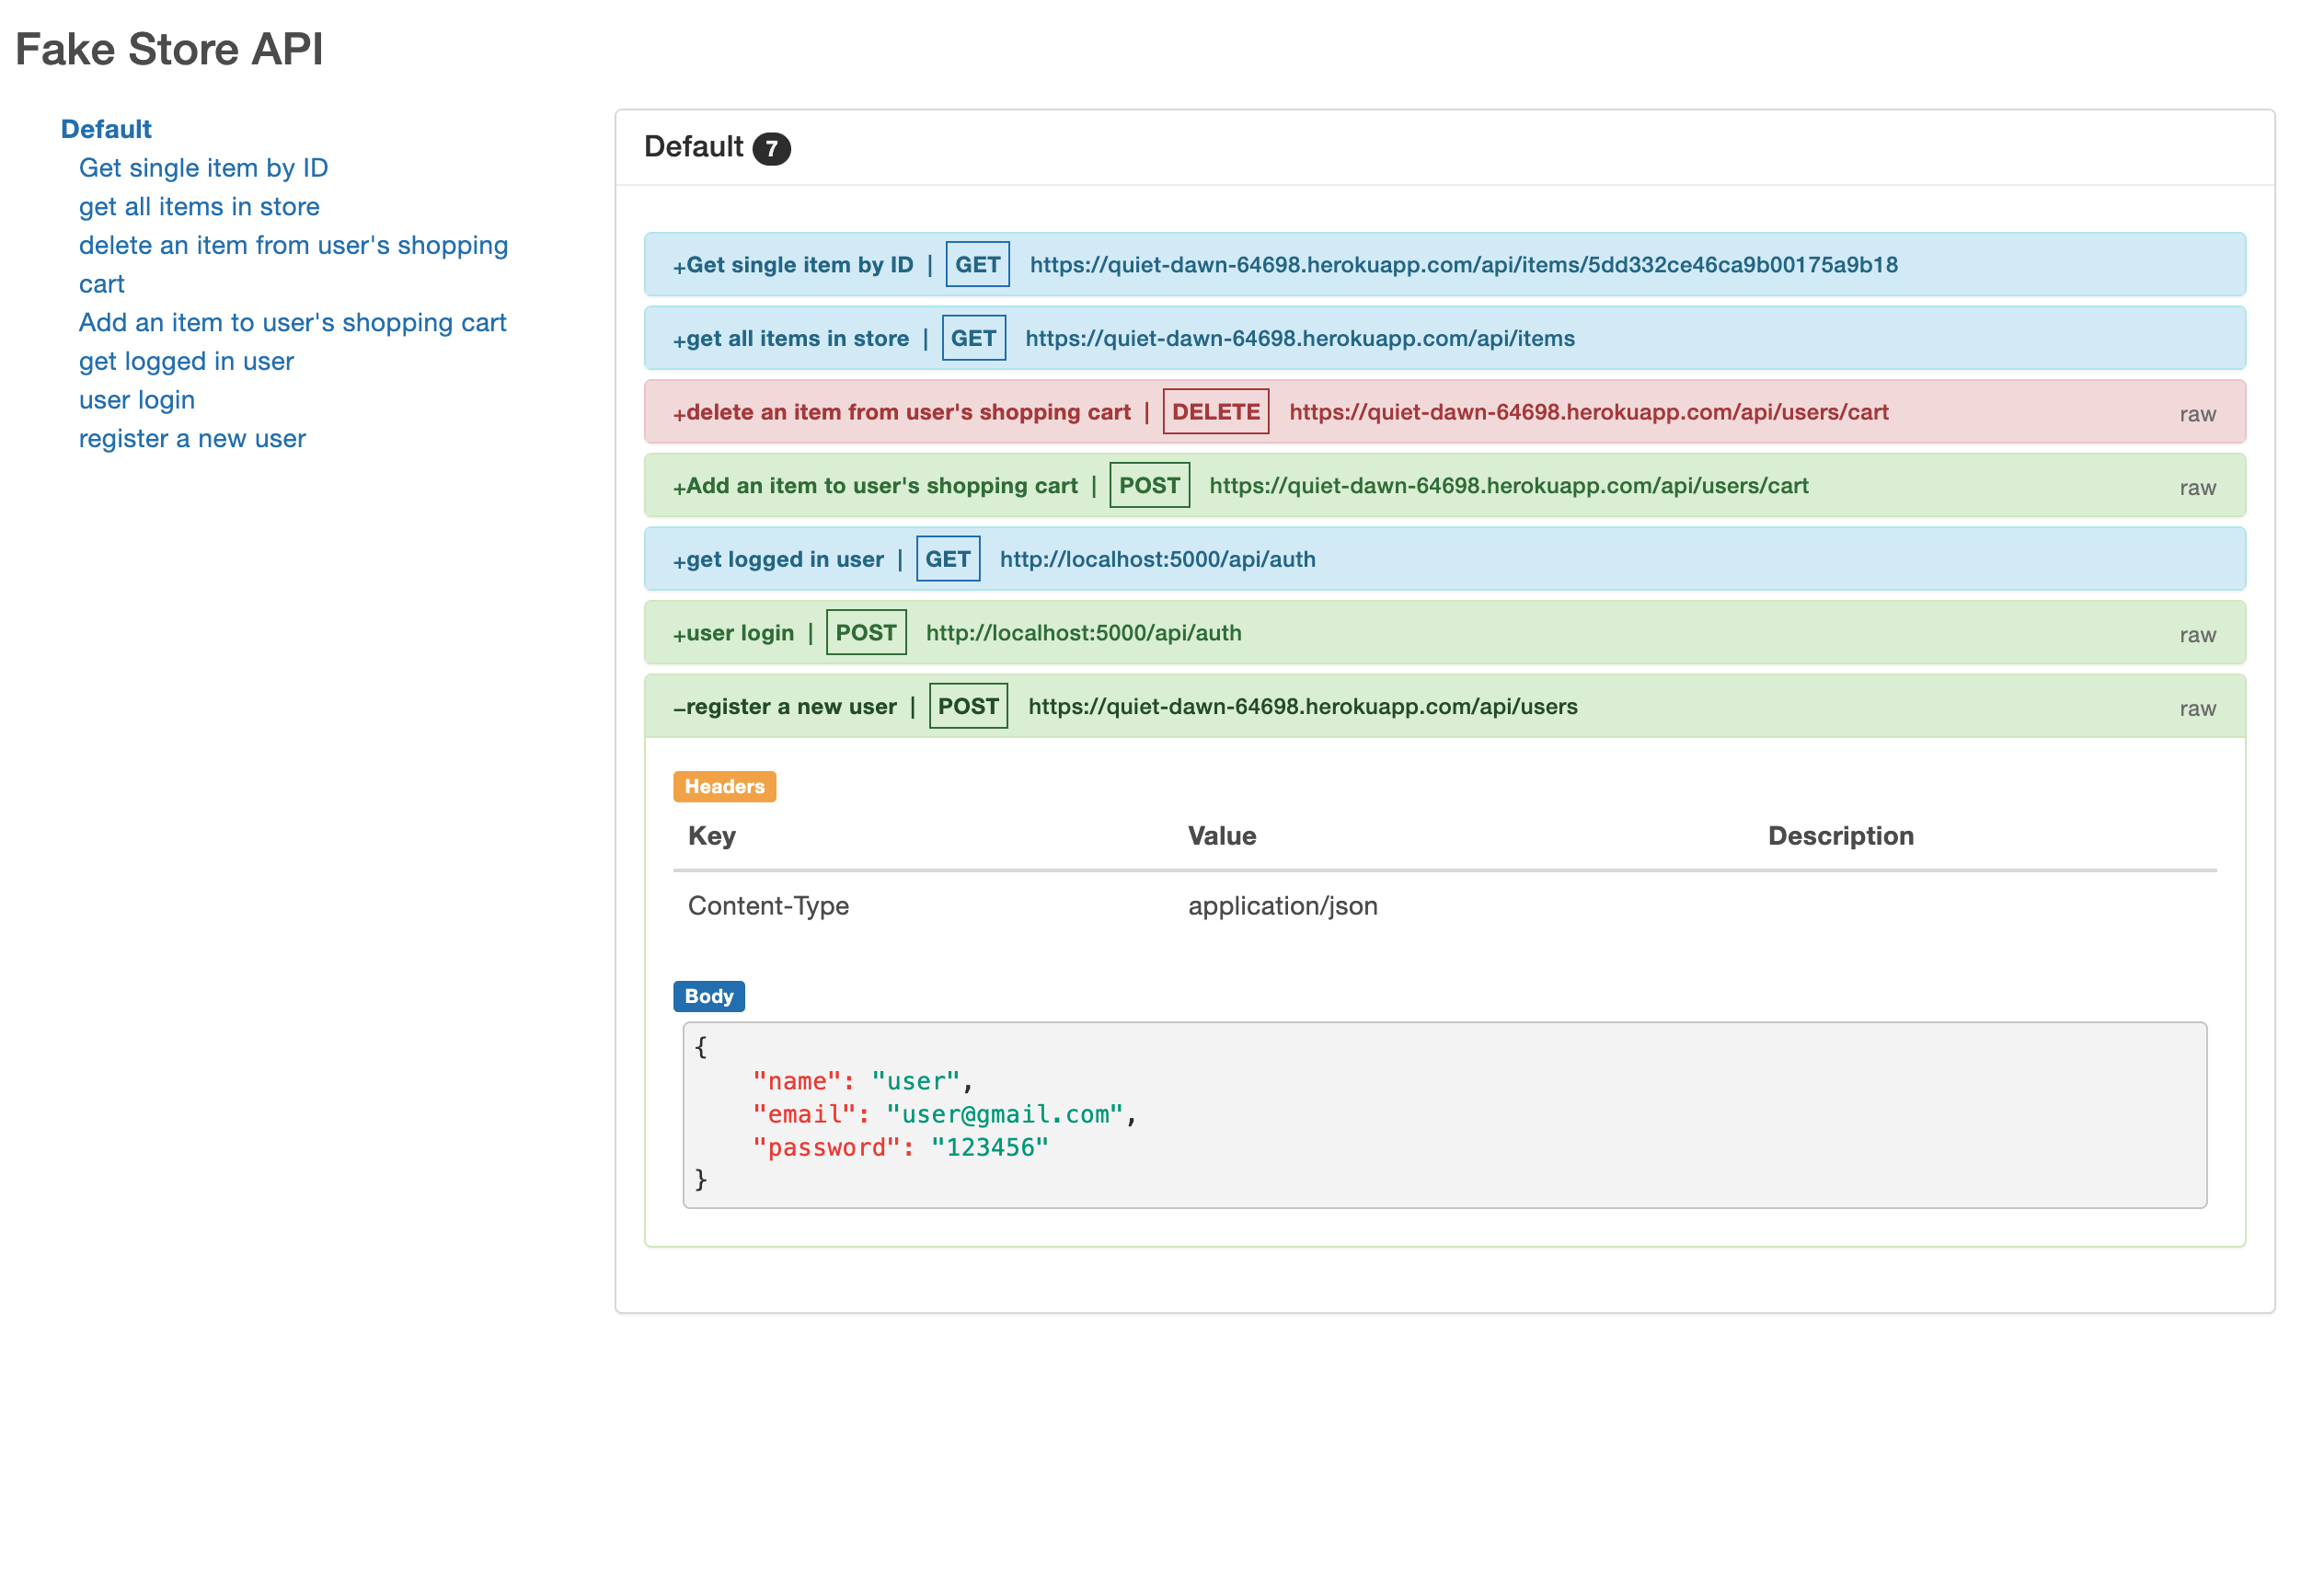 Fake Store API
Default
Get single item by ID
get all items in store
delete an item from user's shopping
cart
Add an item to user's shopping cart
get logged in user
user login
register a new user
Default 7
+Get single item by ID | GET https://quiet-dawn-64698.herokuapp.com/api/items/5dd332ce46ca9b00175a9b18
+get all items in store | GET https://quiet-dawn-64698.herokuapp.com/api/items
+delete an item from user's shopping cart | DELETE https://quiet-dawn-64698.herokuapp.com/api/users/cart raw
+Add an item to user's shopping cart | POST https://quiet-dawn-64698.herokuapp.com/api/users/cart raw
+get logged in user | GET http://localhost:5000/api/auth
+user login | POST http://localhost:5000/api/auth raw
–register a new user | POST https://quiet-dawn-64698.herokuapp.com/api/users raw
Headers
Key Value Description
Content-Type application/json
Body
{
"name": "user",
"email": "user@gmail.com",
"password": "123456"
}